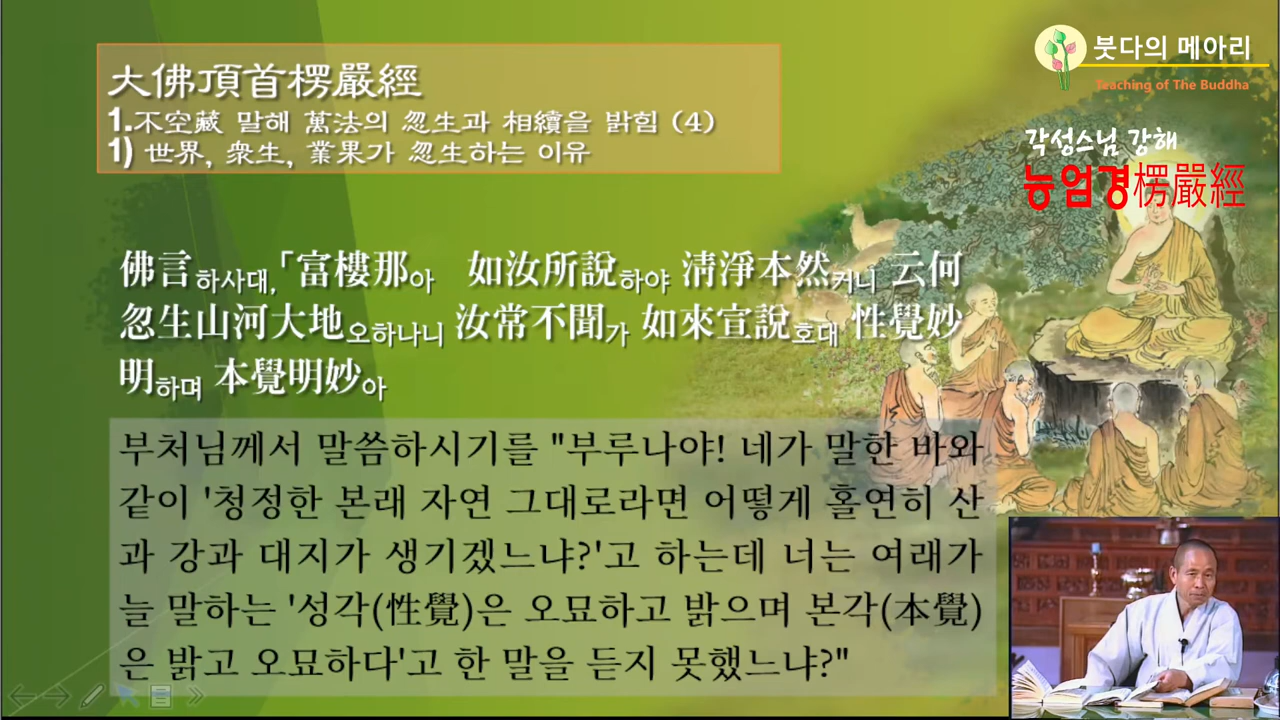 大佛頂首楞嚴經
1.不空藏 말해 萬法의 忽生과 相續을 밝힘 (4)
1) 世界, 衆生, 業果가 忽生하는 이유
붓다의 메아리
Teaching of The Buddha
각성스님 강해
능엄경楞嚴經
佛言하사대,「富樓那아 如汝所說하야 淸淨本然커니 云何
忽生山河大地오하나니 汝常不聞가 如來宣說호대 性覺妙
明하며 本覺明妙아
부처님께서 말씀하시기를 "부루나야! 네가 말한 바와
같이 '청정한 본래 자연 그대로라면 어떻게 홀연히 산
과 강과 대지가 생기겠느냐?'고 하는데 너는 여래가
늘 말하는 '성각(性覺)은 오묘하고 밝으며 본각(本覺)
은 밝고 오묘하다'고 한 말을 듣지 못했느냐?"